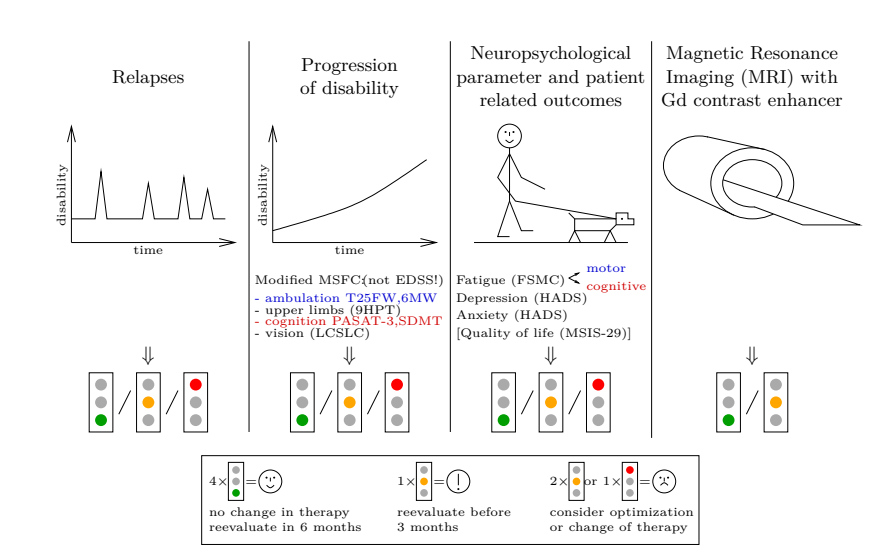 Relapses
disability
time
Progression
of disability
disability
time
Modified MSFC:(not EDSS!)
- ambulation T25FW,6MW
- upper limbs (9HPT)
- cognition PASAT-3,SDMT
- vision (LCSLC)
Neuropsychological
parameter and patient
related outcomes
Fatigue (FSMC)
motor
cognitive
Depression (HADS)
Anxiety (HADS)
[Quality of life (MSIS-29)]
Magnetic Resonance
Imaging (MRI) with
Gd contrast enhancer
⇓
⇓
⇓
⇓
/ /
/ /
/ /
/
4× =
no change in therapy
reevaluate in 6 months
1× = !
reevaluate before
3 months
2× or 1× =
consider optimization
or change of therapy